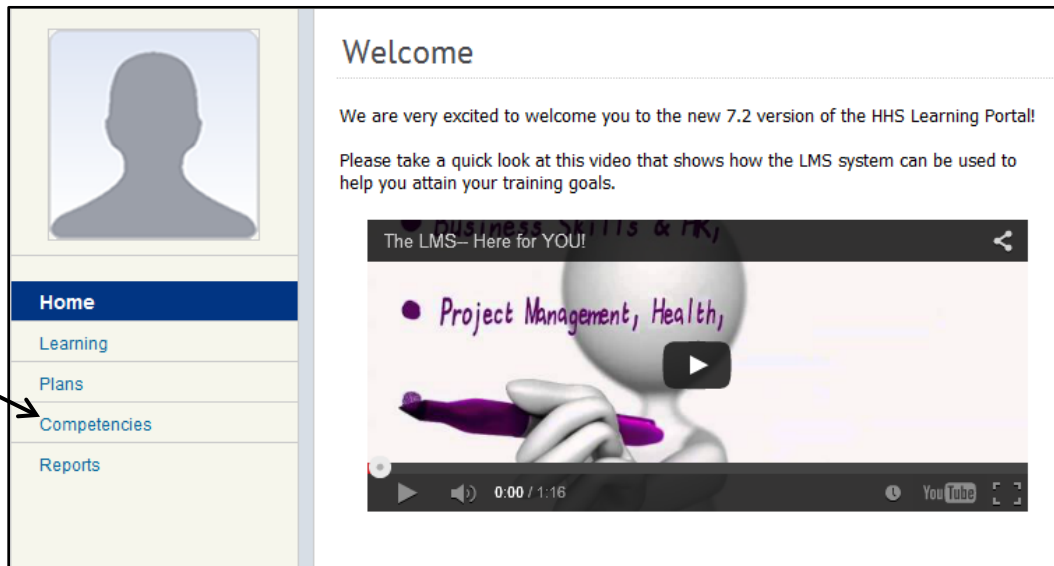 Welcome
We are very excited to welcome you to the new 7.2 version of the HHS Learning Portal!
Please take a quick look at this video that shows how the LMS system can be used to
help you attain your training goals.
Business Skills & HR,
The LMS-- Here for YOU!
Project Management, Health,
0:00 / 1:16
YouTube
Home
Learning
Plans
Competencies
Reports